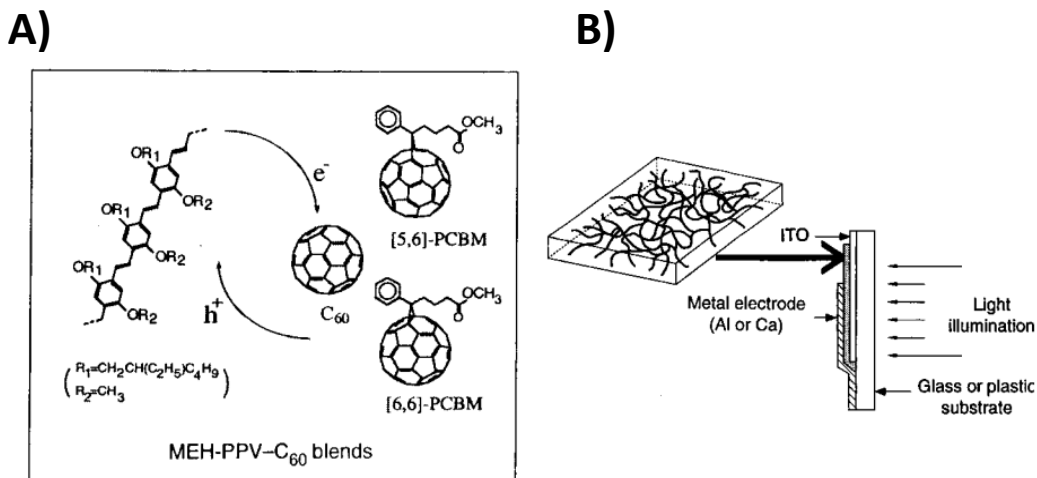 A)
B)
OR₁
OR₂
OR₁
OR₂
OR₁
OR₂
e⁻
h⁺
C₆₀
OCH₃
O
[5,6]-PCBM
OCH₃
O
[6,6]-PCBM
R₁=CH₂CH(C₂H₅)C₄H₉
R₂=CH₃
MEH-PPV–C₆₀ blends
ITO
Metal electrode
(Al or Ca)
Light
illumination
Glass or plastic
substrate